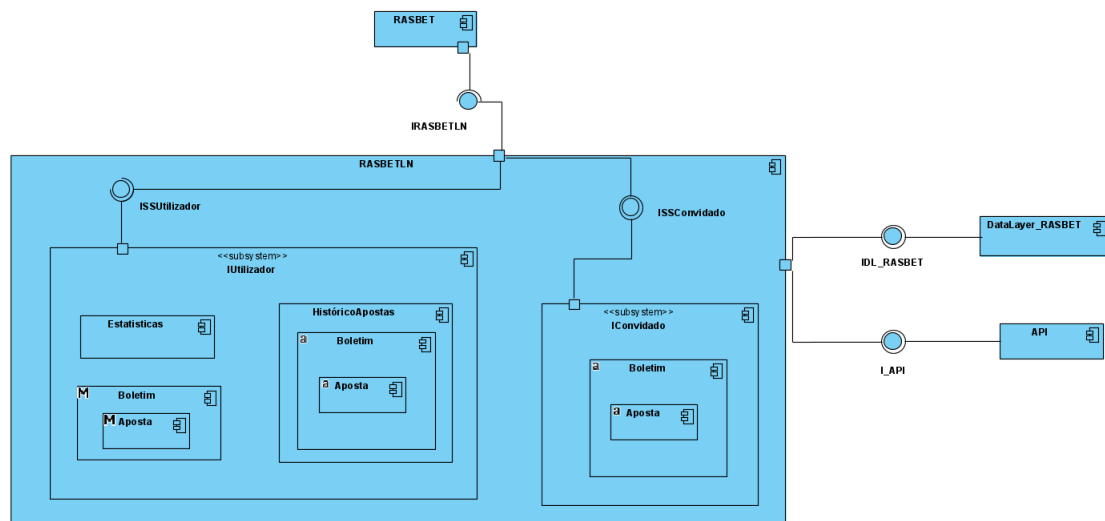 RASBET
IRASBETLN
RASBETLN
ISSUtilizador
ISSConvidado
<<subsystem>>
IUtilizador
Estatisticas
HistóricoApostas
a
Boletim
a
Aposta
M
Boletim
M
Aposta
<<subsystem>>
IConvidado
a
Boletim
a
Aposta
DataLayer_RASBET
IDL_RASBET
API
I_API